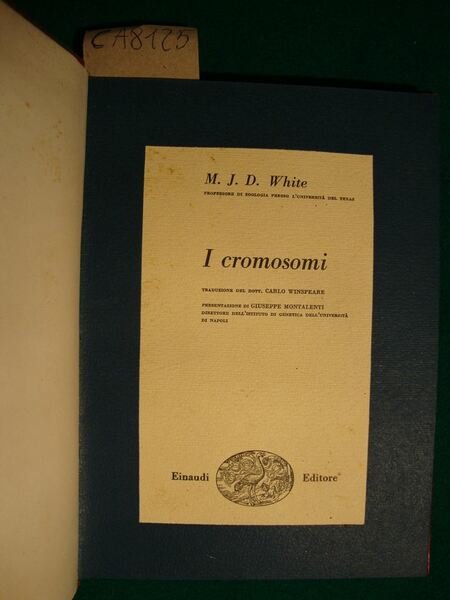 CA8125
M. J. D. White
PROFESSORE DI ZOOLOGIA PRESSO L'UNIVERSITÀ DEL TEXAS
I cromosomi
TRADUZIONE DEL DOTT. CARLO WINSPEARE
PRESENTAZIONE DI GIUSEPPE MONTALENTI
DIRETTORE DELL'ISTITUTO DI GENETICA DELL'UNIVERSITÀ
DI NAPOLI
Einaudi Editore